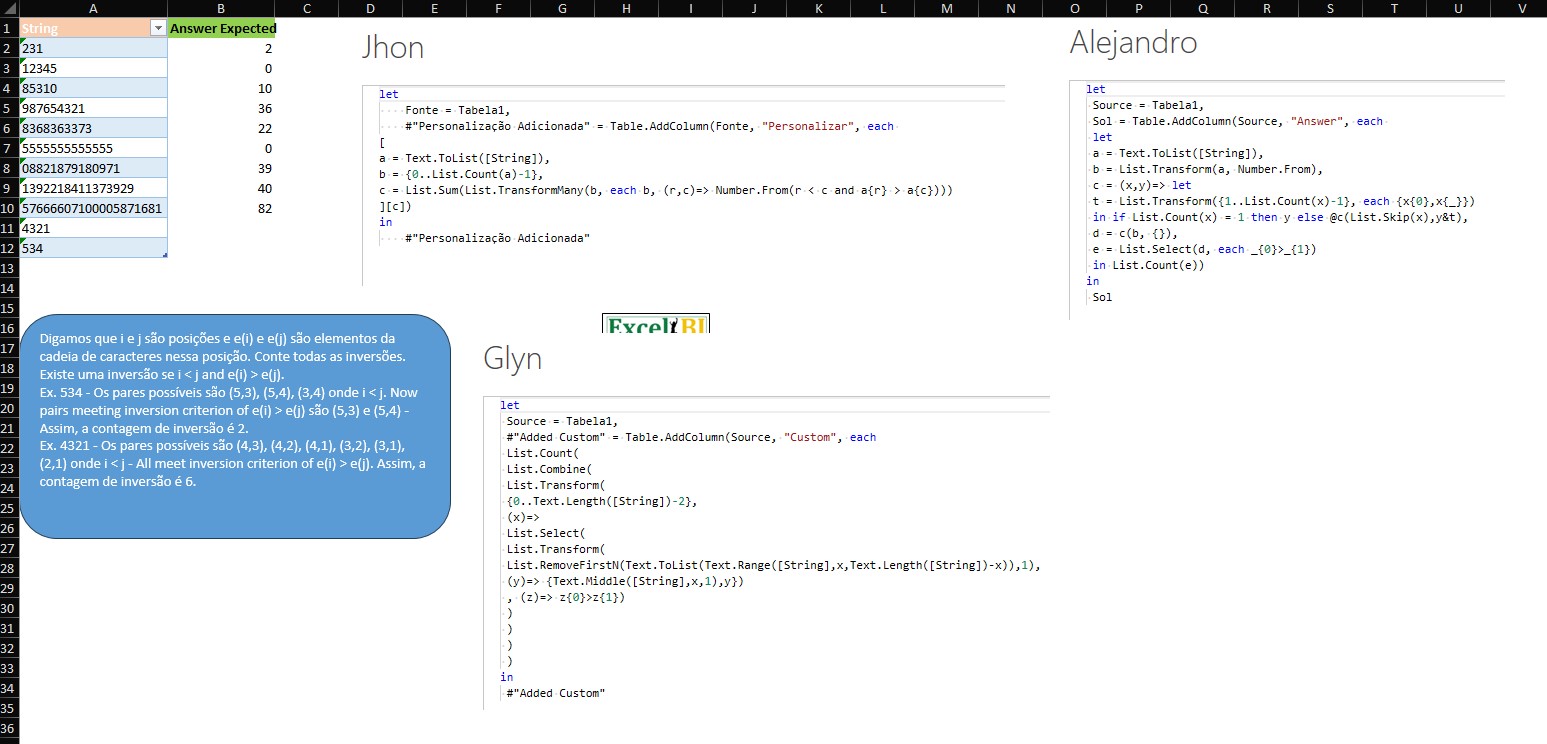 A B C D E F G H I J K L M N O P Q R S T U V
1 String Answer Expected
2 231 2
3 12345 0
4 85310 10
5 987654321 36
6 8368363373 22
7 5555555555555 0
8 08821879180971 39
9 1392218411373929 40
10 57666607100005871681 82
11 4321
12 534
13
14
15
16
17
18
19
20
21
22
23
24
25
26
27
28
29
30
31
32
33
34
35
36
Jhon
let
Fonte = Tabela1,
#"Personalização Adicionada" = Table.AddColumn(Fonte, "Personalizar", each
[
a = Text.ToList([String]),
b = {0..List.Count(a)-1},
c = List.Sum(List.TransformMany(b, each b, (r,c)=> Number.From(r < c and a{r} > a{c})))
][c])
in
#"Personalização Adicionada"
Alejandro
let
Source = Tabela1,
Sol = Table.AddColumn(Source, "Answer", each
let
a = Text.ToList([String]),
b = List.Transform(a, Number.From),
c = (x,y)=> let
t = List.Transform({1..List.Count(x)-1}, each {x{0},x{_}})
in if List.Count(x) = 1 then y else @c(List.Skip(x),y&t),
d = c(b, {}),
e = List.Select(d, each _{0}>_{1})
in List.Count(e))
in
Sol
Digamos que i e j são posições e e(i) e e(j) são elementos da
cadeia de caracteres nessa posição. Conte todas as inversões.
Existe uma inversão se i < j and e(i) > e(j).
Ex. 534 - Os pares possíveis são (5,3), (5,4), (3,4) onde i < j. Now
pairs meeting inversion criterion of e(i) > e(j) são (5,3) e (5,4) -
Assim, a contagem de inversão é 2.
Ex. 4321 - Os pares possíveis são (4,3), (4,2), (4,1), (3,2), (3,1),
(2,1) onde i < j - All meet inversion criterion of e(i) > e(j). Assim, a
contagem de inversão é 6.
Excel BI
Glyn
let
Source = Tabela1,
#"Added Custom" = Table.AddColumn(Source, "Custom", each
List.Count(
List.Combine(
List.Transform(
{0..Text.Length([String])-2},
(x)=>
List.Select(
List.Transform(
List.RemoveFirstN(Text.ToList(Text.Range([String],x,Text.Length([String])-x)),1),
(y)=> {Text.Middle([String],x,1),y})
, (z)=> z{0}>z{1})
)
)
)
)
in
#"Added Custom"